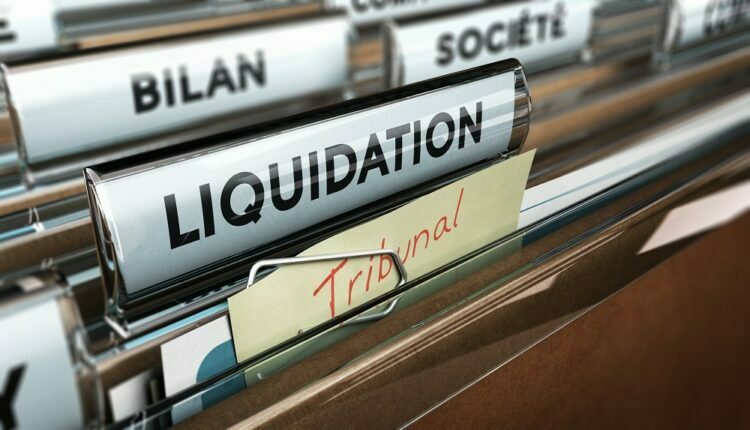 SOCIÉTÉ
BILAN
LIQUIDATION
Tribunal